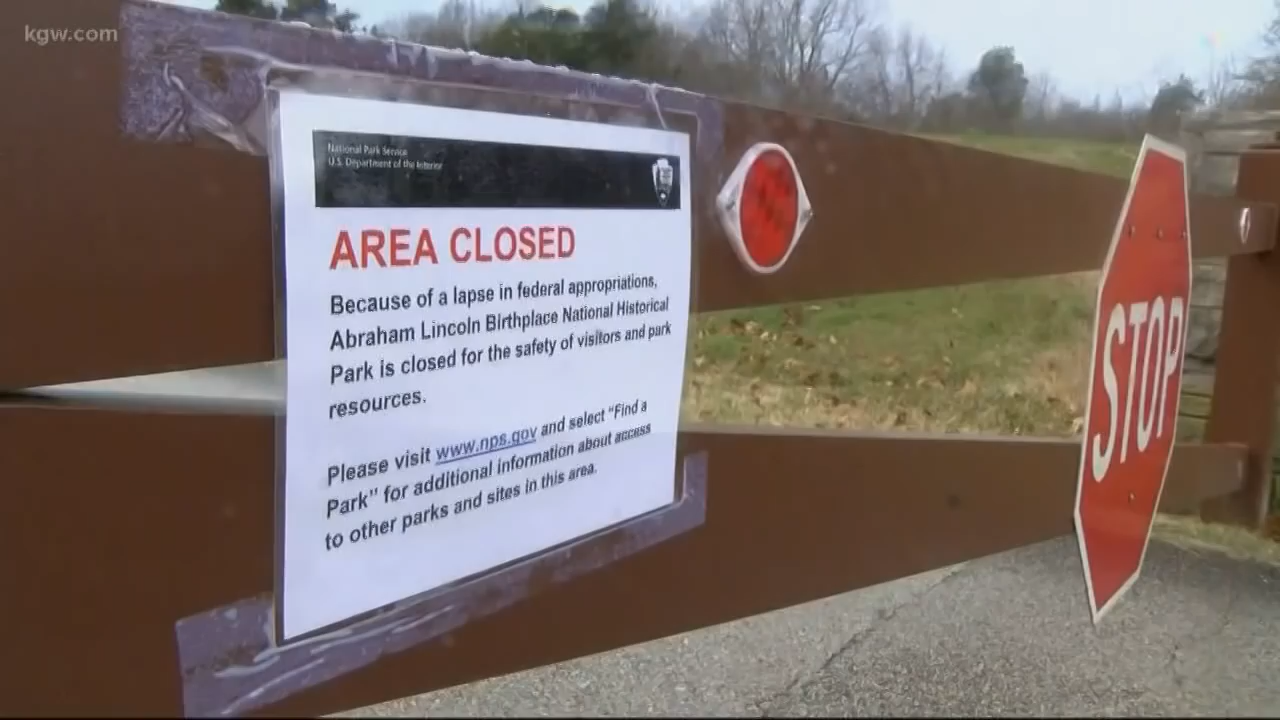 kgw.com
National Park Service
U.S. Department of the Interior
AREA CLOSED
Because of a lapse in federal appropriations,
Abraham Lincoln Birthplace National Historical
Park is closed for the safety of visitors and park
resources.
Please visit www.nps.gov and select "Find a
Park" for additional information about access
to other parks and sites in this area.
STOP